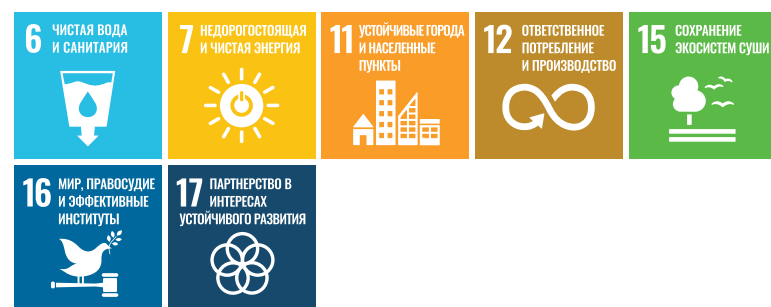 6 ЧИСТАЯ ВОДА
И САНИТАРИЯ
7 НЕДОРОГОСТОЯЩАЯ
И ЧИСТАЯ ЭНЕРГИЯ
11 УСТОЙЧИВЫЕ ГОРОДА
И НАСЕЛЕННЫЕ
ПУНКТЫ
12 ОТВЕТСТВЕННОЕ
ПОТРЕБЛЕНИЕ
И ПРОИЗВОДСТВО
15 СОХРАНЕНИЕ
ЭКОСИСТЕМ СУШИ
16 МИР, ПРАВОСУДИЕ
И ЭФФЕКТИВНЫЕ
ИНСТИТУТЫ
17 ПАРТНЕРСТВО В
ИНТЕРЕСАХ
УСТОЙЧИВОГО РАЗВИТИЯ